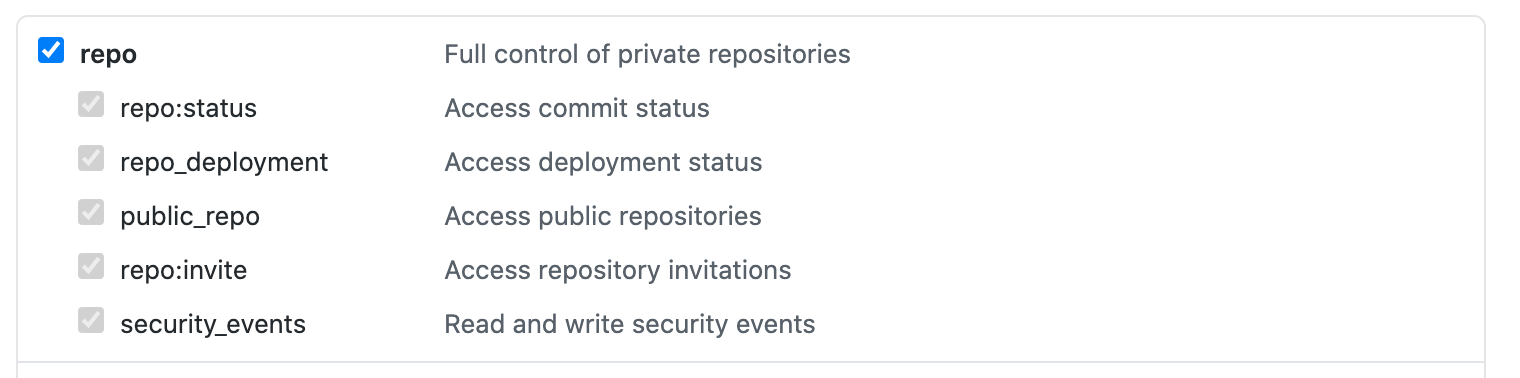 repo Full control of private repositories
repo:status Access commit status
repo_deployment Access deployment status
public_repo Access public repositories
repo:invite Access repository invitations
security_events Read and write security events